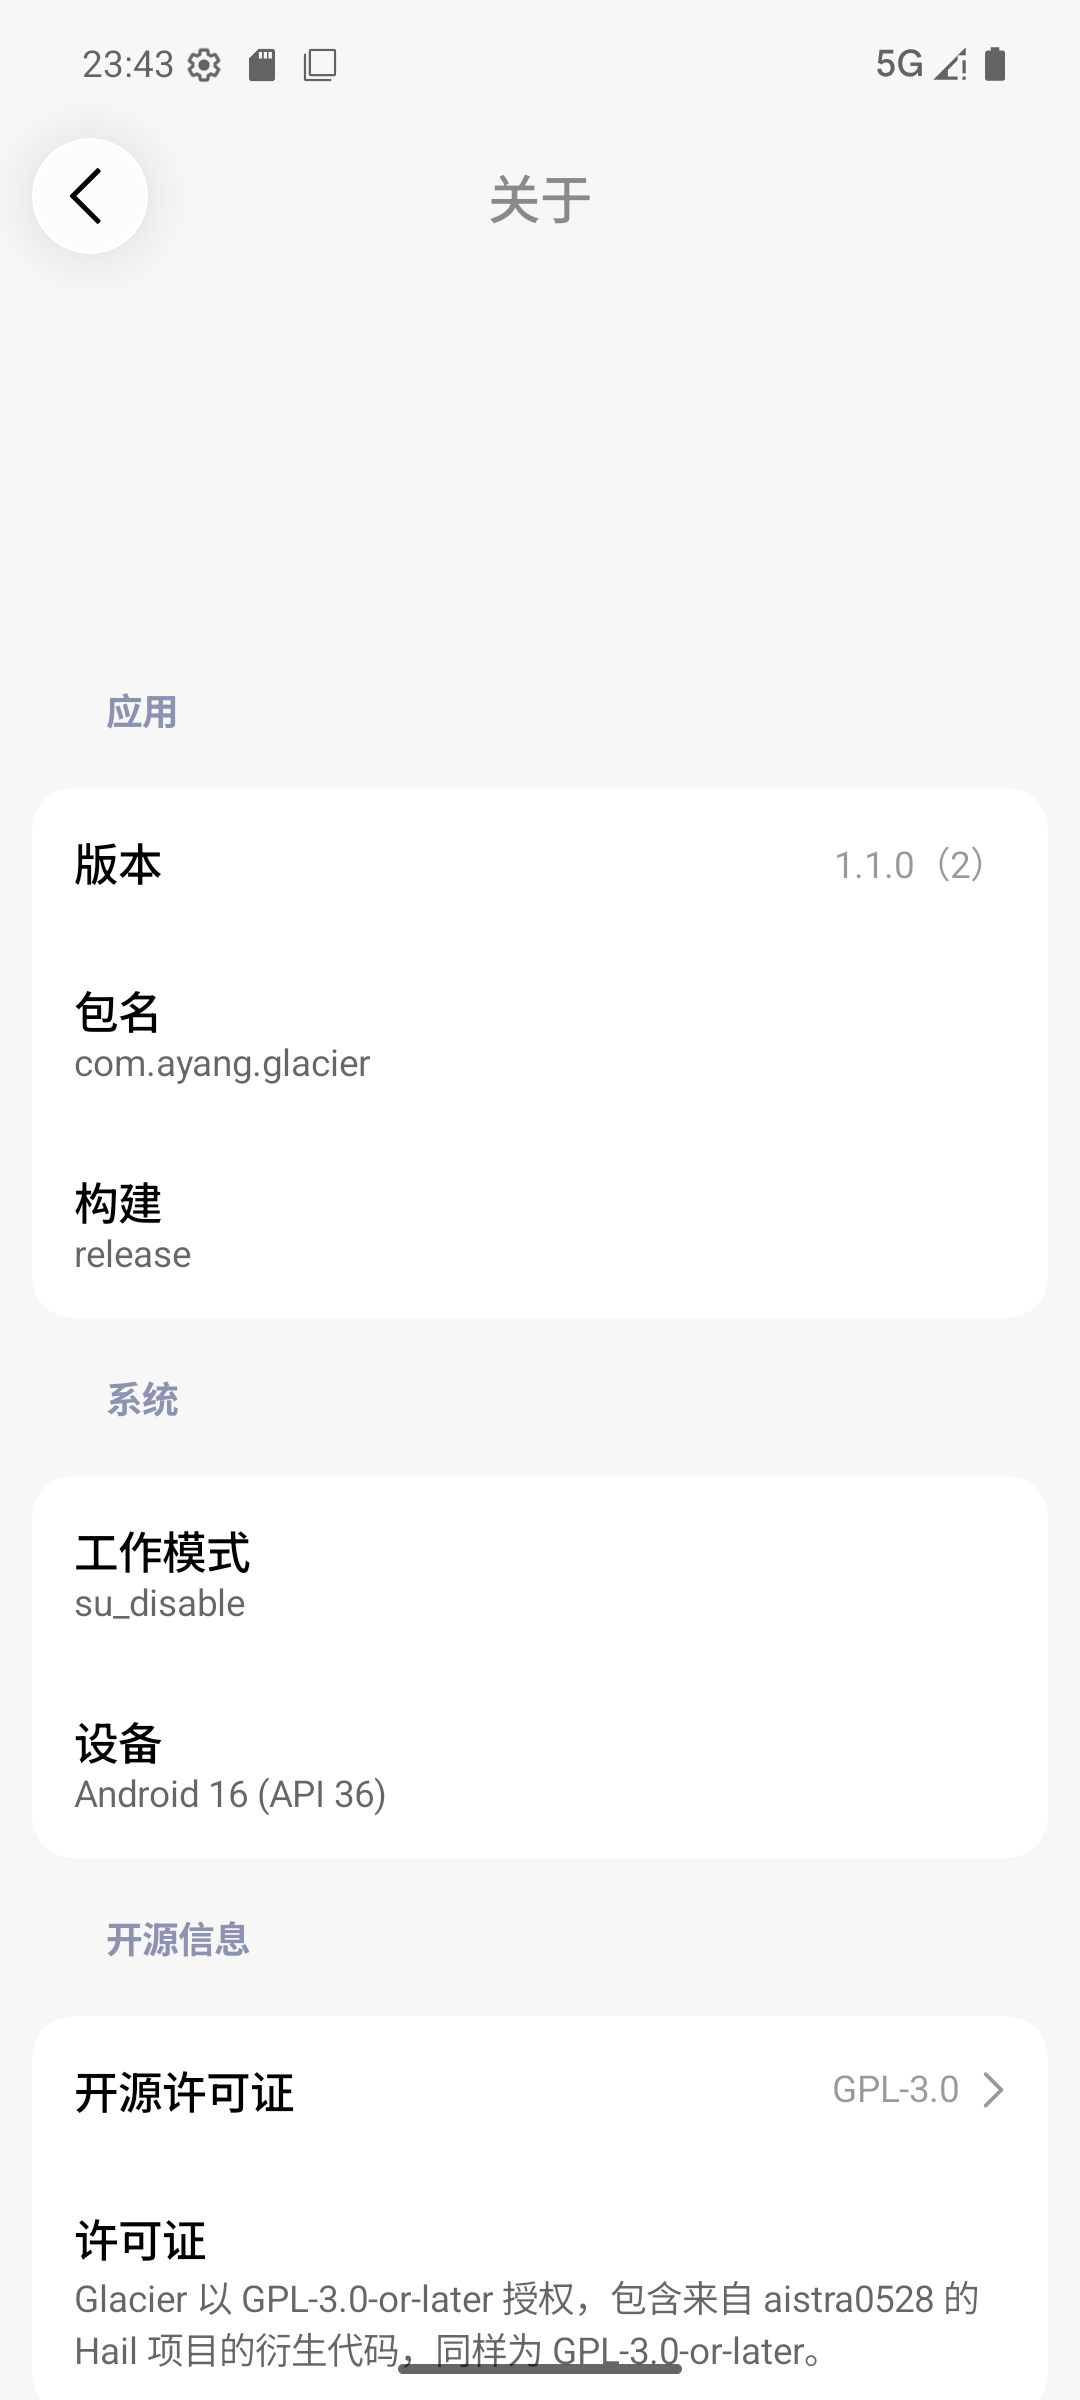 23:43
5G
关于
应用
版本
1.1.0（2）
包名
com.ayang.glacier
构建
release
系统
工作模式
su_disable
设备
Android 16 (API 36)
开源信息
开源许可证
GPL-3.0
许可证
Glacier 以 GPL-3.0-or-later 授权，包含来自 aistra0528 的
Hail 项目的衍生代码，同样为 GPL-3.0-or-later。